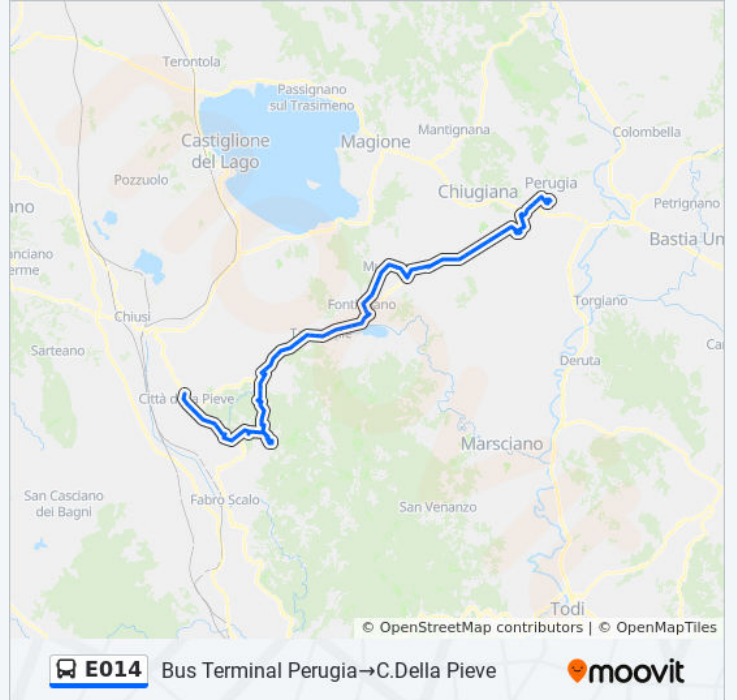 Terontola
Passignano
sul Trasimeno
Mantignana
Colombella
Castiglione
del Lago
Magione
Pozzuolo
Chiugiana
Perugia
Petrignano
ano
Bastia Un
anciano
erme
Torgiano
Chiusi
Sarteano
Deruta
Città d
a Pieve
Marsciano
San Casciano
dei Bagni
Fabro Scalo
San Venanzo
Todi
© OpenStreetMap contributors | © OpenMapTiles
E014 Bus Terminal Perugia→C.Della Pieve moovit